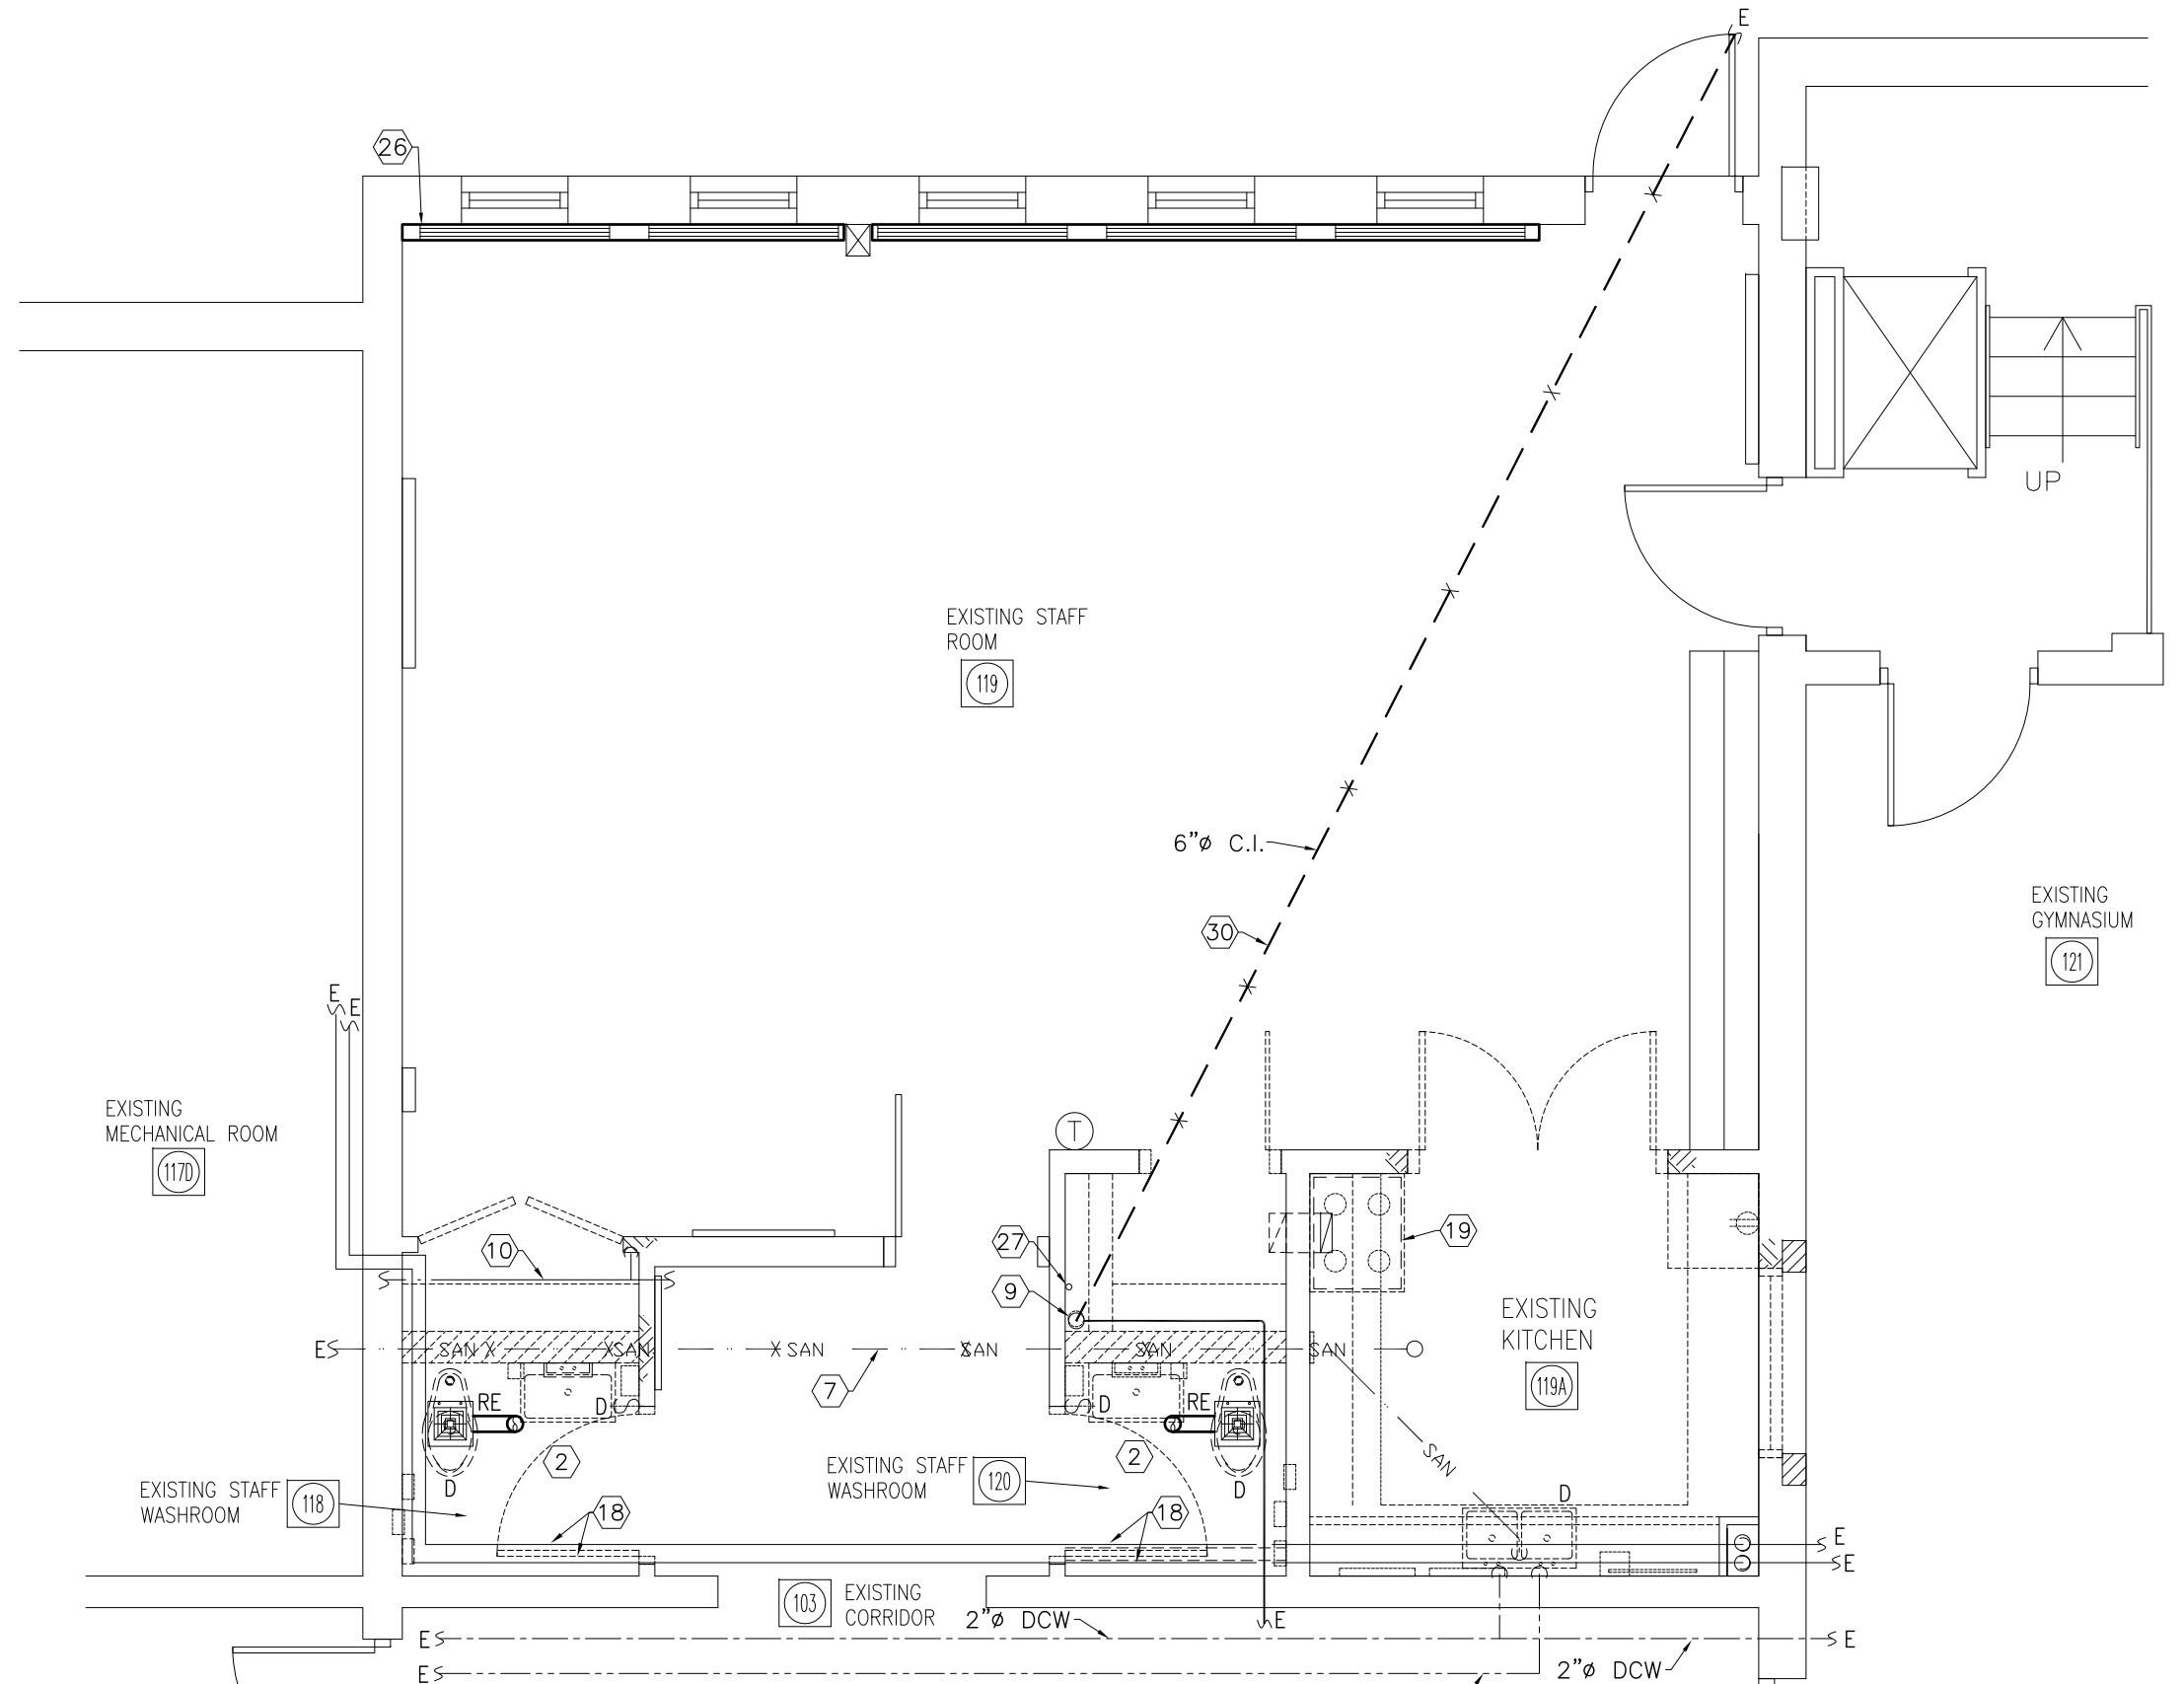 E
26
UP
EXISTING STAFF
ROOM
119
6"ø C.I.
30
EXISTING
GYMNASIUM
121
E
E
EXISTING
MECHANICAL ROOM
117D
T
27
9
10
19
EXISTING
KITCHEN
119A
E
SAN X
X SAN
X SAN
X SAN
X SAN
SAN
7
RE
D
D
RE
2
2
SAN
D
D
D
EXISTING STAFF
WASHROOM
118
EXISTING STAFF
WASHROOM
120
18
18
E
E
103
EXISTING
CORRIDOR
2"ø DCW
E
E
E
E
2"ø DCW